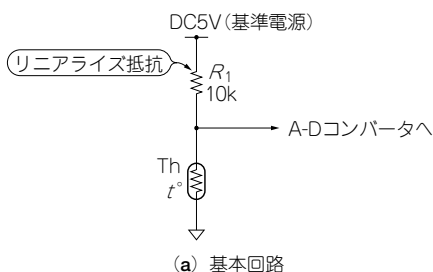 DC5V(基準電源)
リニアライズ抵抗
R1
10k
A-Dコンバータへ
Th
t°
(a) 基本回路